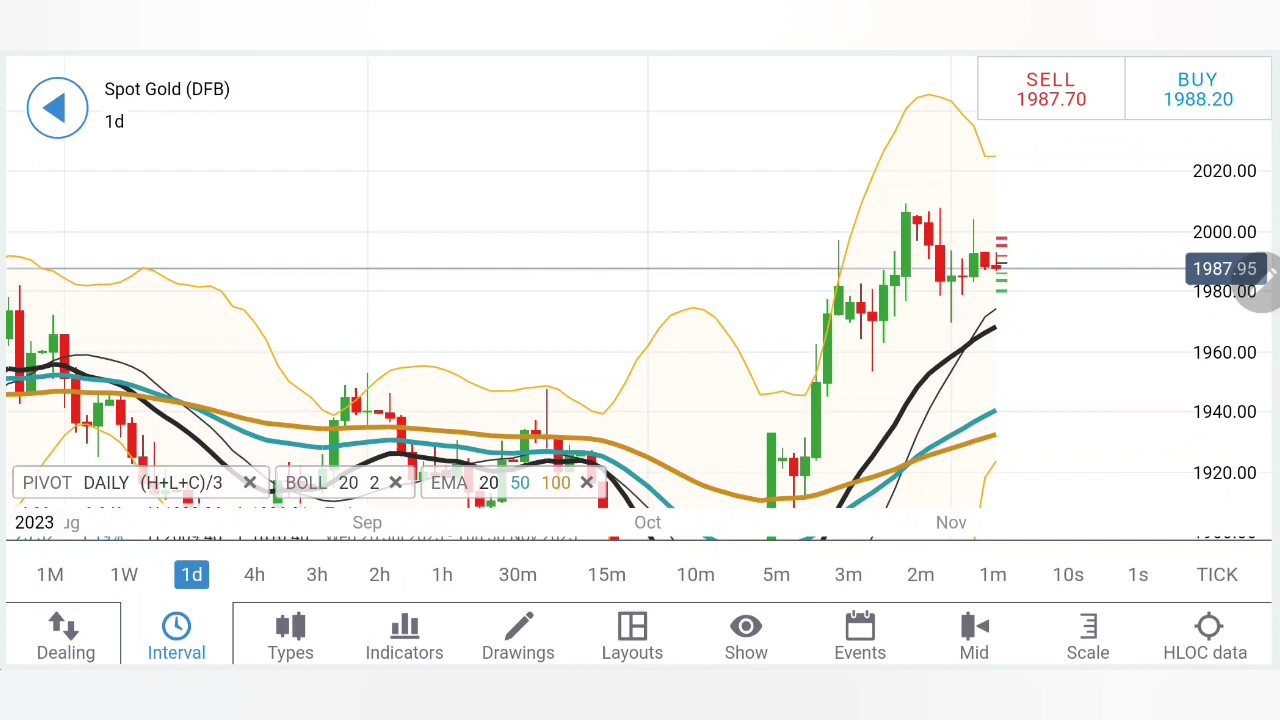 Spot Gold (DFB)
1d
SELL
1987.70
BUY
1988.20
2020.00
2000.00
1987.95
1980.00
1960.00
1940.00
1920.00
PIVOT DAILY (H+L+C)/3
BOLL 20 2
EMA 20 50 100
2023 Sep Oct Nov
1M 1W 1d 4h 3h 2h 1h 30m 15m 10m 5m 3m 2m 1m 10s 1s TICK
Dealing Interval Types Indicators Drawings Layouts Show Events Mid Scale HLOC data